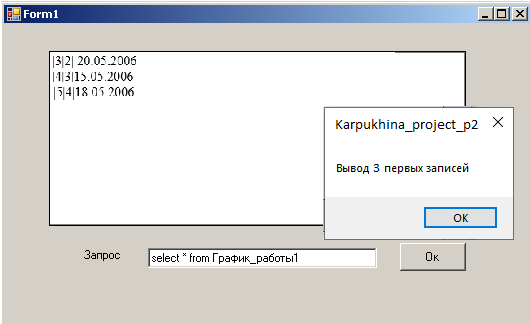 Form1
|3|2| 20.05.2006
|4|3|15.05.2006
|5|4|18.05.2006
Karpukhina_project_p2
Вывод 3 первых записей
OK
Запрос
select * from График_работы1
Ок